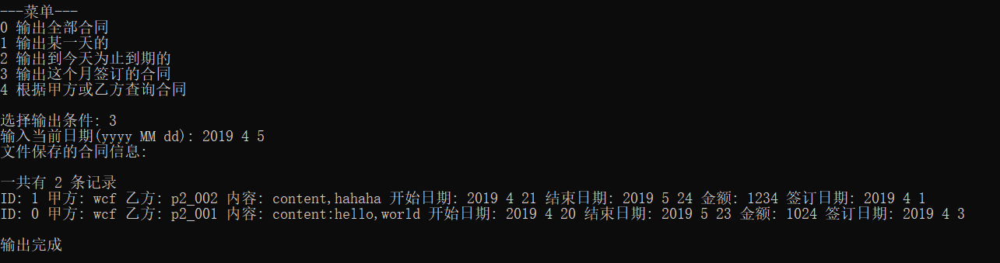 ---菜单---
0 输出全部合同
1 输出某一天的
2 输出到今天为止到期的
3 输出这个月签订的合同
4 根据甲方或乙方查询合同
选择输出条件: 3
输入当前日期(yyyy MM dd): 2019 4 5
文件保存的合同信息:
一共有 2 条记录
ID: 1 甲方: wcf 乙方: p2_002 内容: content,hahaha 开始日期: 2019 4 21 结束日期: 2019 5 24 金额: 1234 签订日期: 2019 4 1
ID: 0 甲方: wcf 乙方: p2_001 内容: content:hello,world 开始日期: 2019 4 20 结束日期: 2019 5 23 金额: 1024 签订日期: 2019 4 3
输出完成